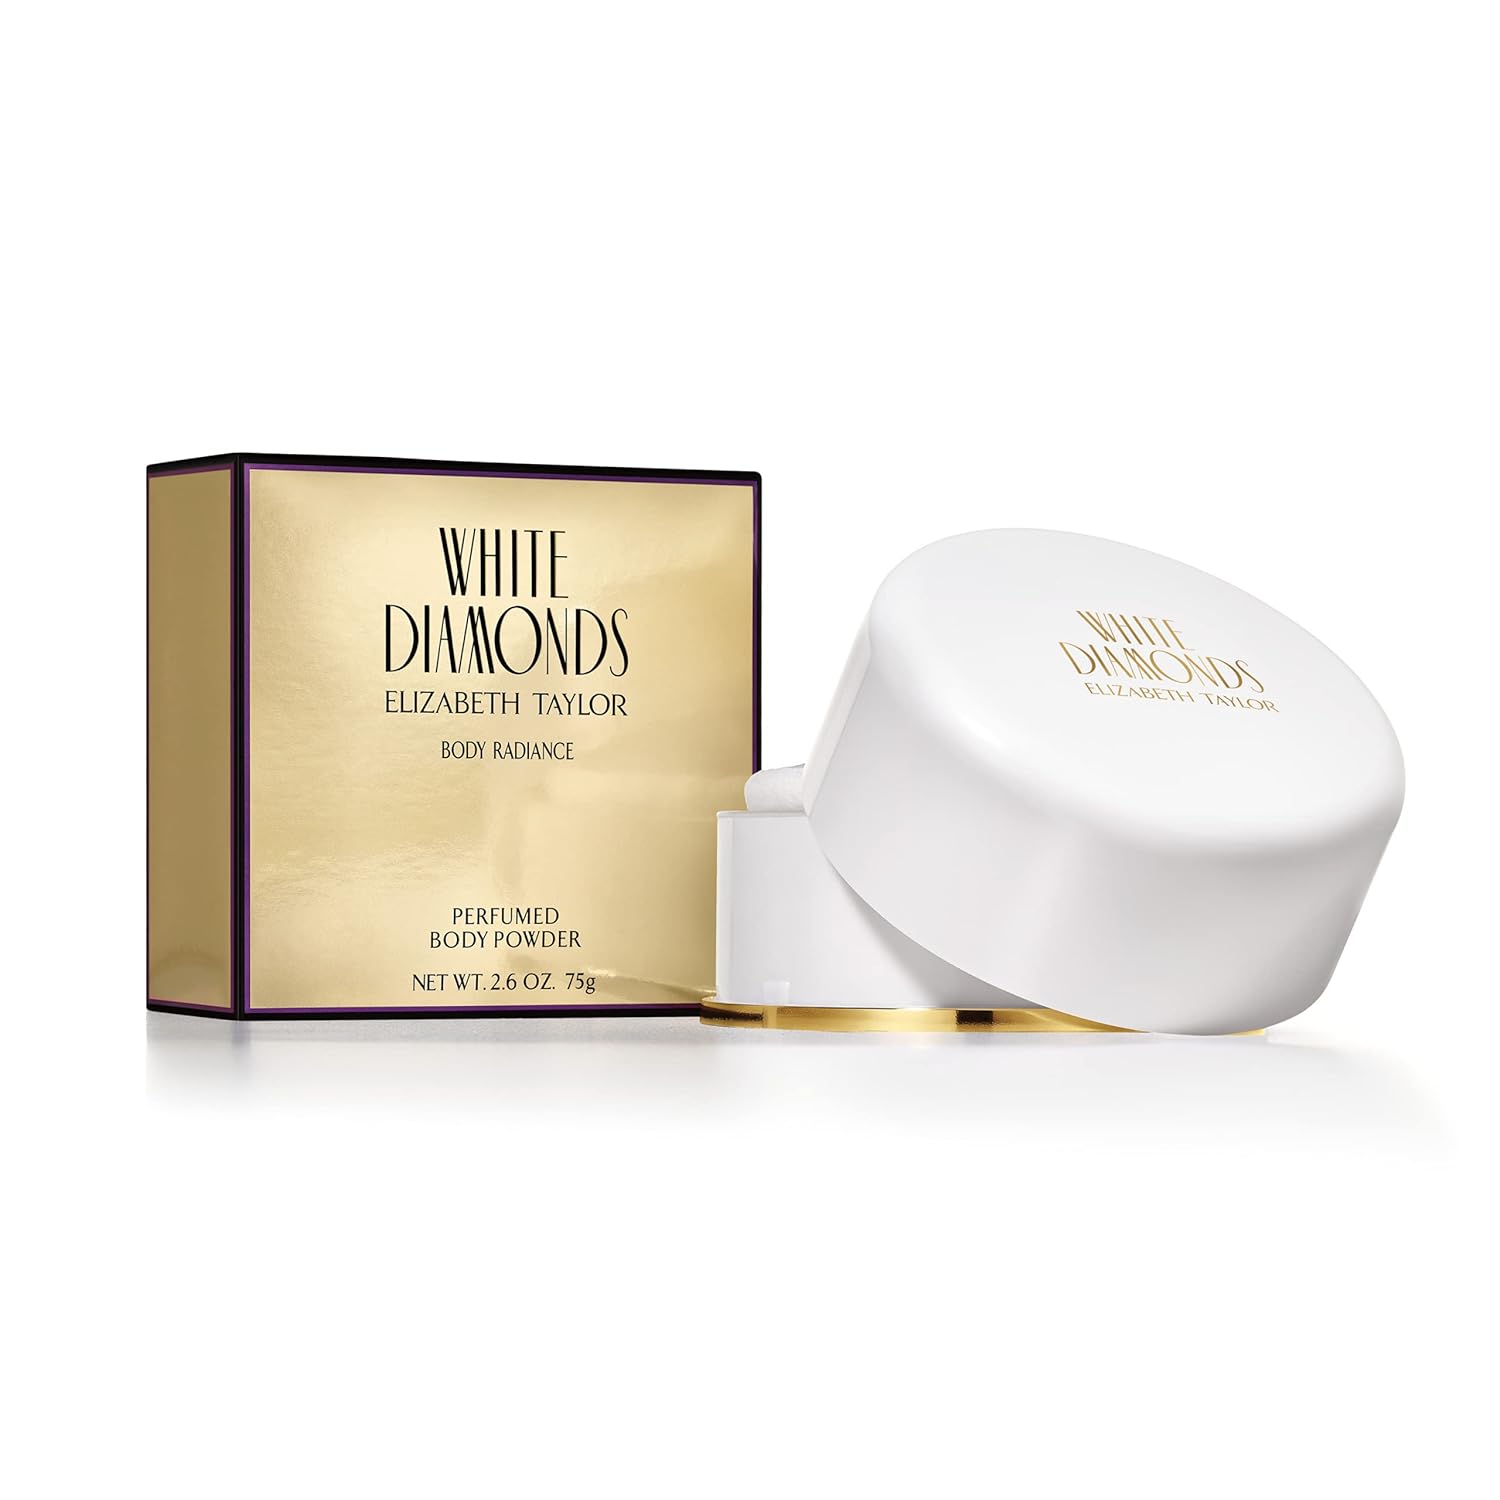 WHITE
DIAMONDS
ELIZABETH TAYLOR
BODY RADIANCE
PERFUMED
BODY POWDER
NET WT. 2.6 OZ. 75g
WHITE
DIAMONDS
ELIZABETH TAYLOR